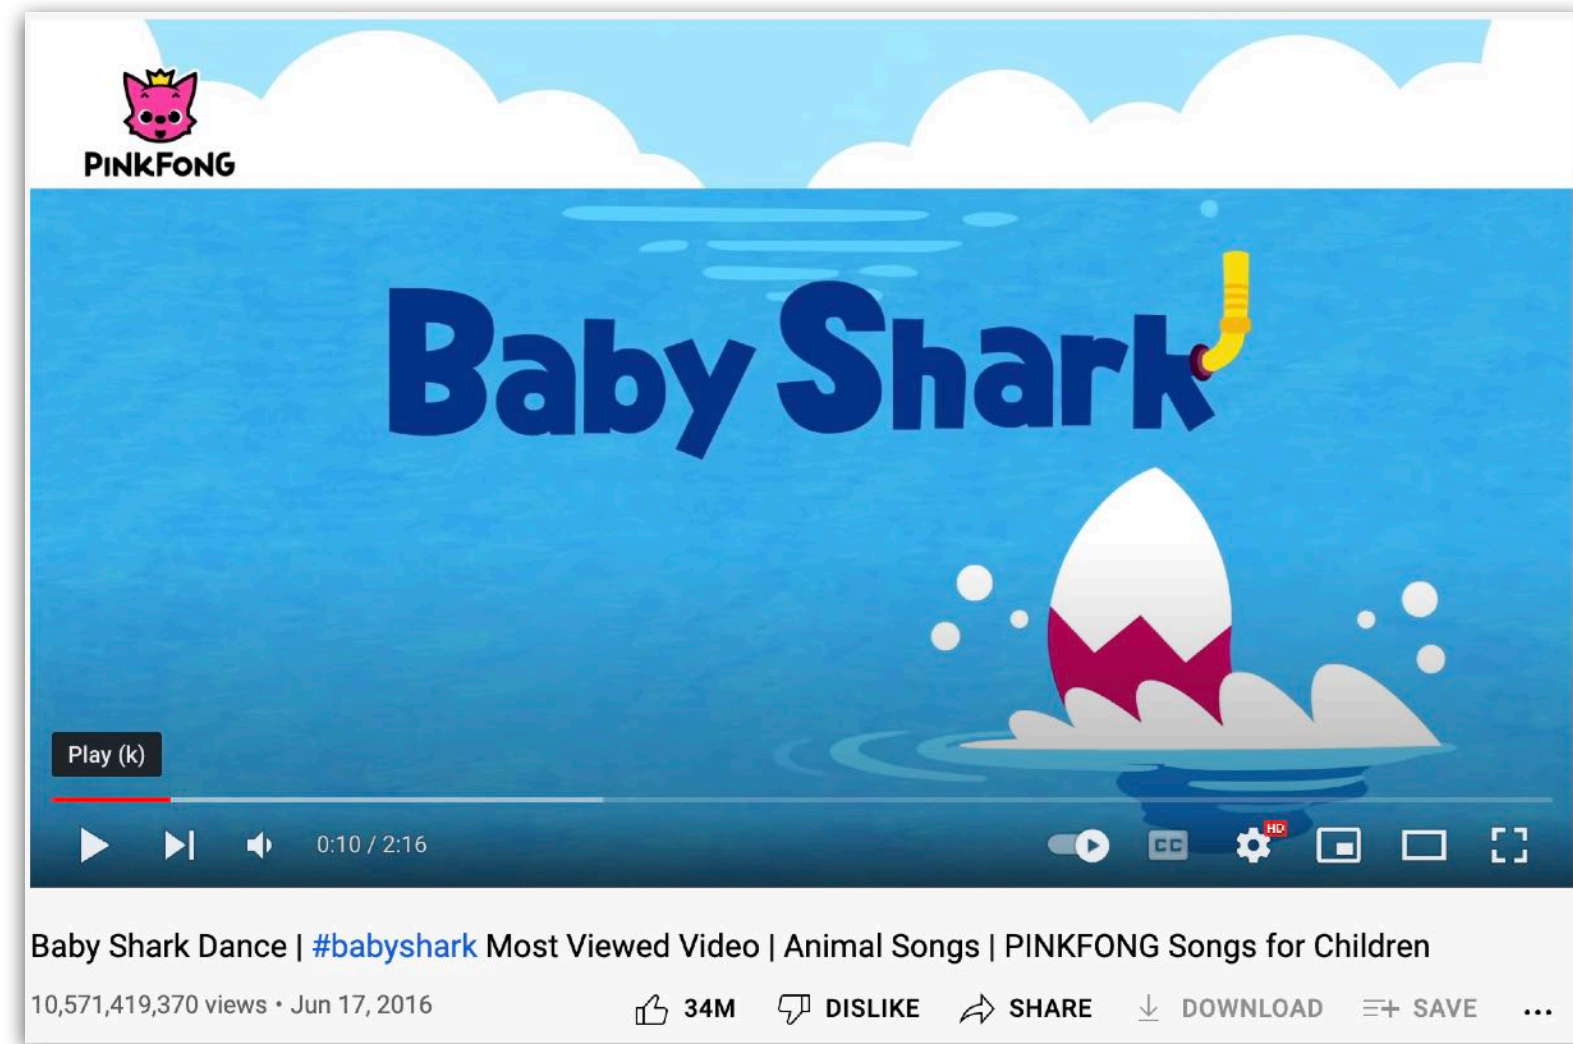 PINKFONG
Baby Shark
Play (k)
0:10 / 2:16
CC
HD
Baby Shark Dance | #babyshark Most Viewed Video | Animal Songs | PINKFONG Songs for Children
10,571,419,370 views • Jun 17, 2016 34M DISLIKE SHARE DOWNLOAD SAVE ...